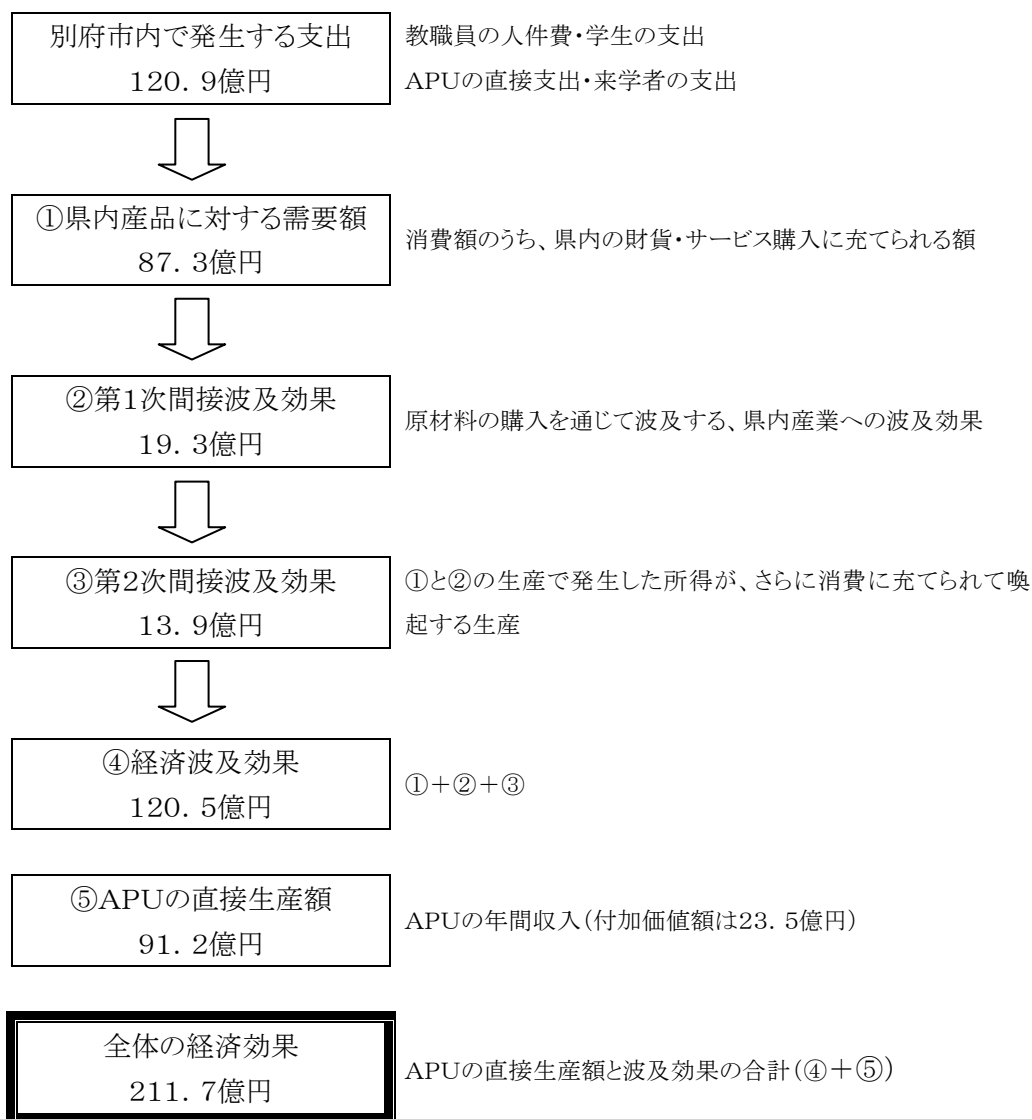 別府市内で発生する支出
120.9億円
教職員の人件費・学生の支出
APUの直接支出・来学者の支出
①県内産品に対する需要額
87.3億円
消費額のうち、県内の財貨・サービス購入に充てられる額
②第1次間接波及効果
19.3億円
原材料の購入を通じて波及する、県内産業への波及効果
③第2次間接波及効果
13.9億円
①と②の生産で発生した所得が、さらに消費に充てられて喚
起する生産
④経済波及効果
120.5億円
①+②+③
⑤APUの直接生産額
91.2億円
APUの年間収入(付加価値額は23.5億円)
全体の経済効果
211.7億円
APUの直接生産額と波及効果の合計(④+⑤)